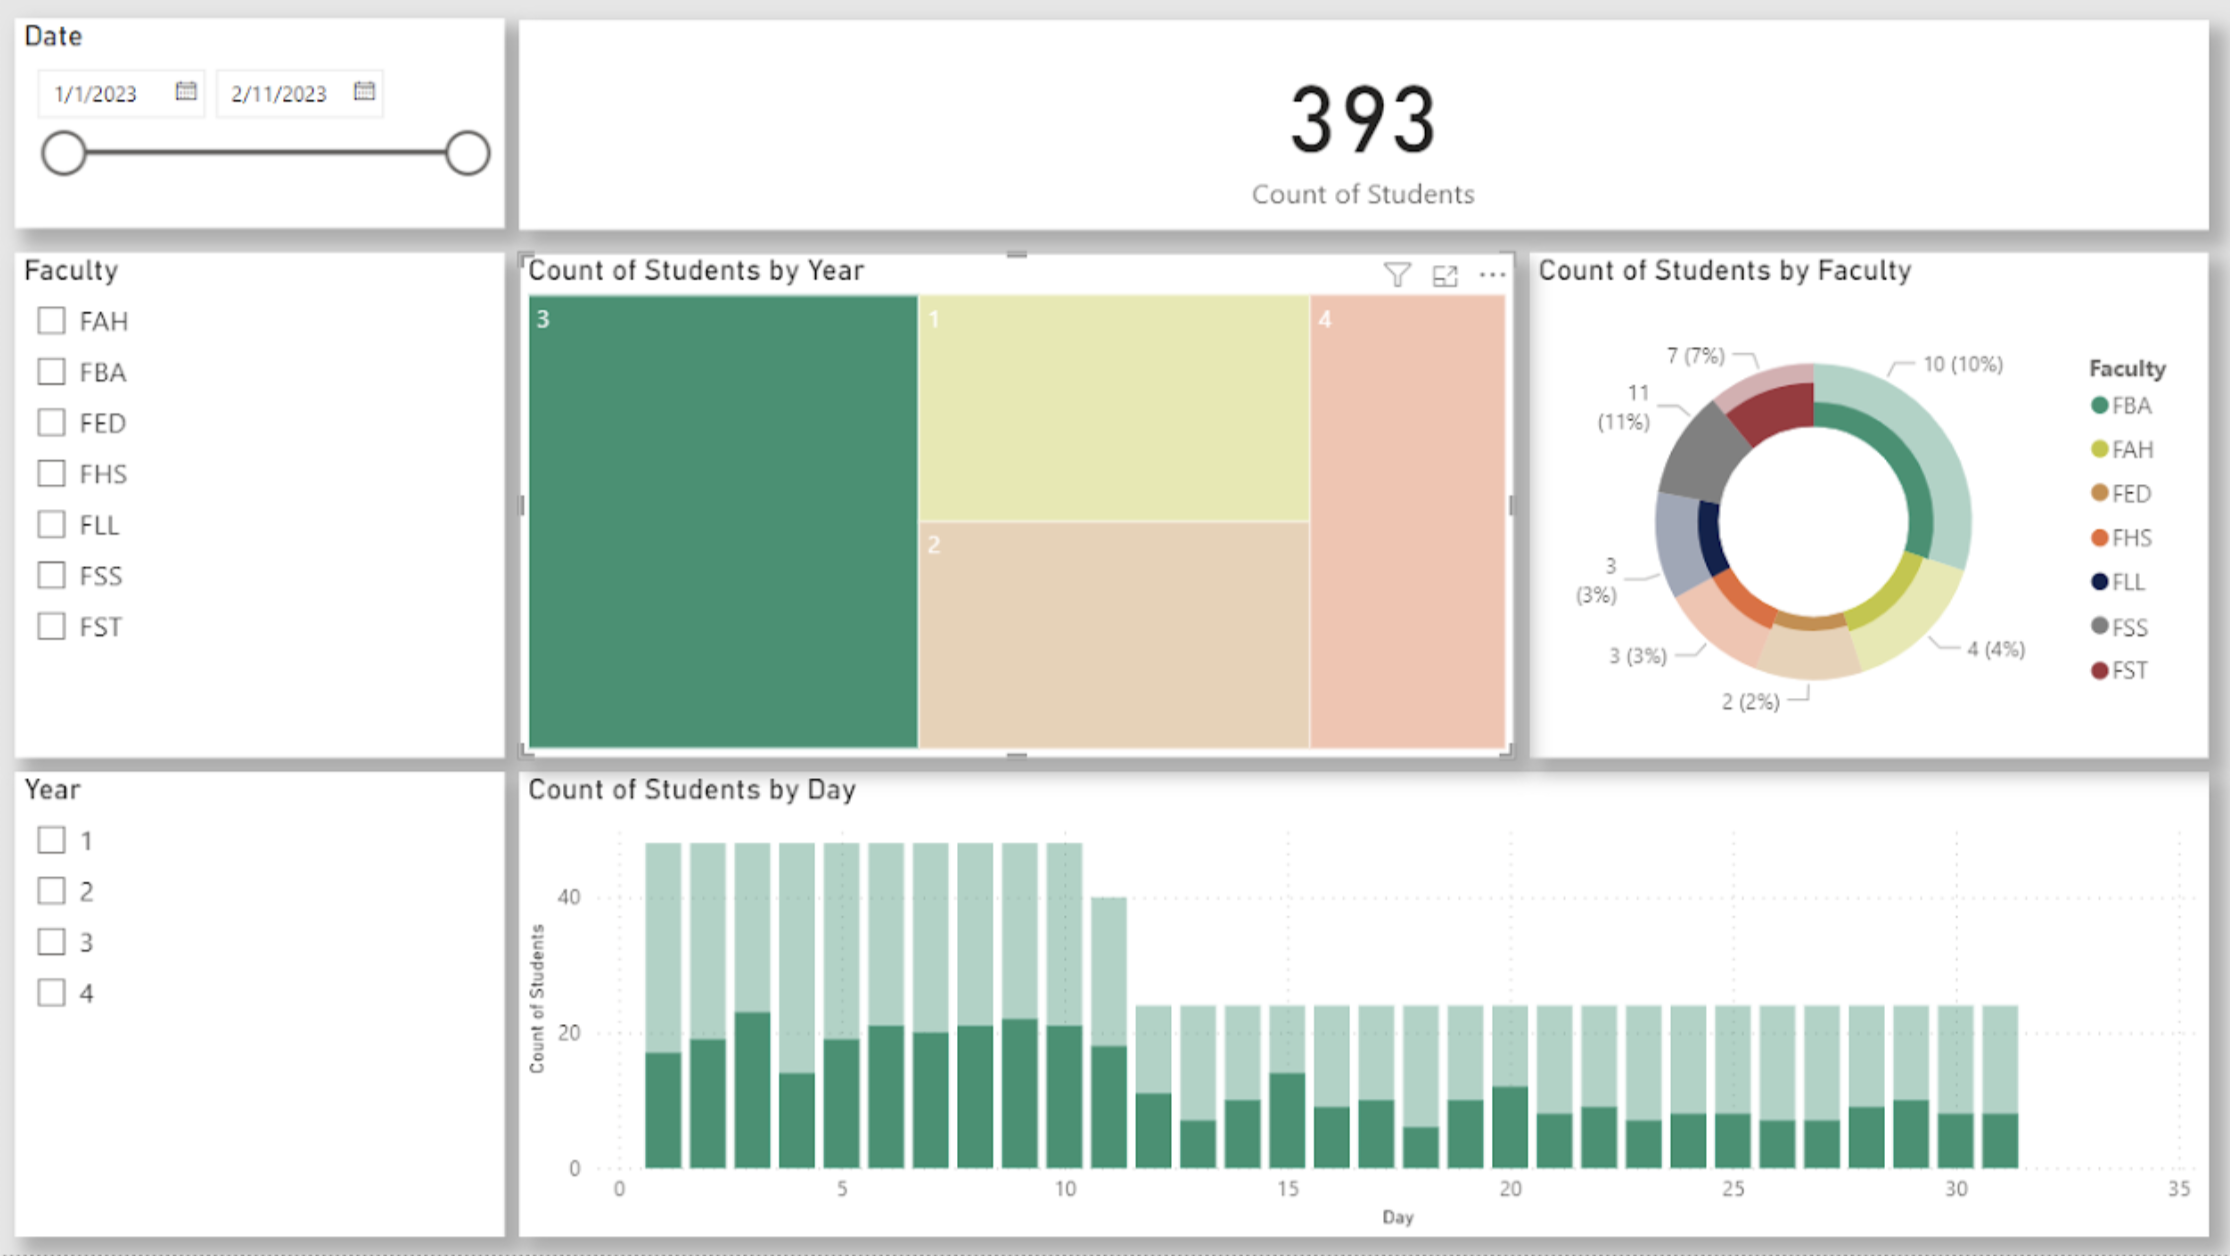 Date
1/1/2023
2/11/2023
393
Count of Students
Faculty
FAH
FBA
FED
FHS
FLL
FSS
FST
Count of Students by Year
3
1
4
2
Count of Students by Faculty
7 (7%)
10 (10%)
11
(11%)
3
(3%)
3 (3%)
2 (2%)
4 (4%)
Faculty
FBA
FAH
FED
FHS
FLL
FSS
FST
Year
1
2
3
4
Count of Students by Day
Count of Students
40
20
0
0 5 10 15 20 25 30 35
Day